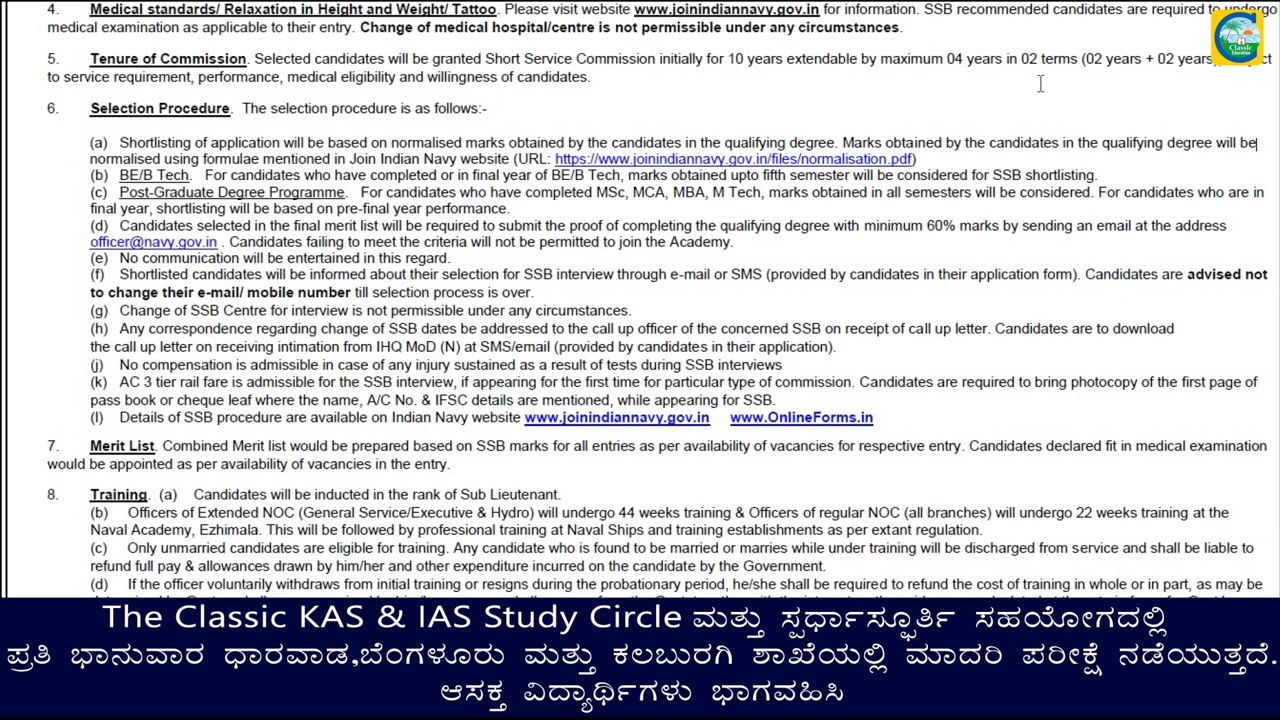 4. Medical standards/ Relaxation in Height and Weight/ Tattoo. Please visit website www.joinindiannavy.gov.in for information. SSB recommended candidates are required to undergo
medical examination as applicable to their entry. Change of medical hospital/centre is not permissible under any circumstances.
Classic
Education
5. Tenure of Commission. Selected candidates will be granted Short Service Commission initially for 10 years extendable by maximum 04 years in 02 terms (02 years + 02 years),
to service requirement, performance, medical eligibility and willingness of candidates.
6. Selection Procedure. The selection procedure is as follows:-
(a) Shortlisting of application will be based on normalised marks obtained by the candidates in the qualifying degree. Marks obtained by the candidates in the qualifying degree will be
normalised using formulae mentioned in Join Indian Navy website (URL: https://www.joinindiannavy.gov.in/files/normalisation.pdf)
(b) BE/B Tech. For candidates who have completed or in final year of BE/B Tech, marks obtained upto fifth semester will be considered for SSB shortlisting.
(c) Post-Graduate Degree Programme. For candidates who have completed MSc, MCA, MBA, M Tech, marks obtained in all semesters will be considered. For candidates who are in
final year, shortlisting will be based on pre-final year performance.
(d) Candidates selected in the final merit list will be required to submit the proof of completing the qualifying degree with minimum 60% marks by sending an email at the address
officer@navy.gov.in . Candidates failing to meet the criteria will not be permitted to join the Academy.
(e) No communication will be entertained in this regard.
(f) Shortlisted candidates will be informed about their selection for SSB interview through e-mail or SMS (provided by candidates in their application form). Candidates are advised not
to change their e-mail/ mobile number till selection process is over.
(g) Change of SSB Centre for interview is not permissible under any circumstances.
(h) Any correspondence regarding change of SSB dates be addressed to the call up officer of the concerned SSB on receipt of call up letter. Candidates are to download
the call up letter on receiving intimation from IHQ MoD (N) at SMS/email (provided by candidates in their application).
(j) No compensation is admissible in case of any injury sustained as a result of tests during SSB interviews
(k) AC 3 tier rail fare is admissible for the SSB interview, if appearing for the first time for particular type of commission. Candidates are required to bring photocopy of the first page of
pass book or cheque leaf where the name, A/C No. & IFSC details are mentioned, while appearing for SSB.
(l) Details of SSB procedure are available on Indian Navy website www.joinindiannavy.gov.in www.OnlineForms.in
7. Merit List. Combined Merit list would be prepared based on SSB marks for all entries as per availability of vacancies for respective entry. Candidates declared fit in medical examination
would be appointed as per availability of vacancies in the entry.
8. Training. (a) Candidates will be inducted in the rank of Sub Lieutenant.
(b) Officers of Extended NOC (General Service/Executive & Hydro) will undergo 44 weeks training & Officers of regular NOC (all branches) will undergo 22 weeks training at the
Naval Academy, Ezhimala. This will be followed by professional training at Naval Ships and training establishments as per extant regulation.
(c) Only unmarried candidates are eligible for training. Any candidate who is found to be married or marries while under training will be discharged from service and shall be liable to
refund full pay & allowances drawn by him/her and other expenditure incurred on the candidate by the Government.
(d) If the officer voluntarily withdraws from initial training or resigns during the probationary period, he/she shall be required to refund the cost of training in whole or in part, as may be
The Classic KAS & IAS Study Circle ಮತ್ತು ಸ್ಪರ್ಧಾಸ್ಫೂರ್ತಿ ಸಹಯೋಗದಲ್ಲಿ
ಪ್ರತಿ ಭಾನುವಾರ ಧಾರವಾಡ,ಬೆಂಗಳೂರು ಮತ್ತು ಕಲಬುರಗಿ ಶಾಖೆಯಲ್ಲಿ ಮಾದರಿ ಪರೀಕ್ಷೆ ನಡೆಯುತ್ತದೆ.
ಆಸಕ್ತ ವಿದ್ಯಾರ್ಥಿಗಳು ಭಾಗವಹಿಸಿ